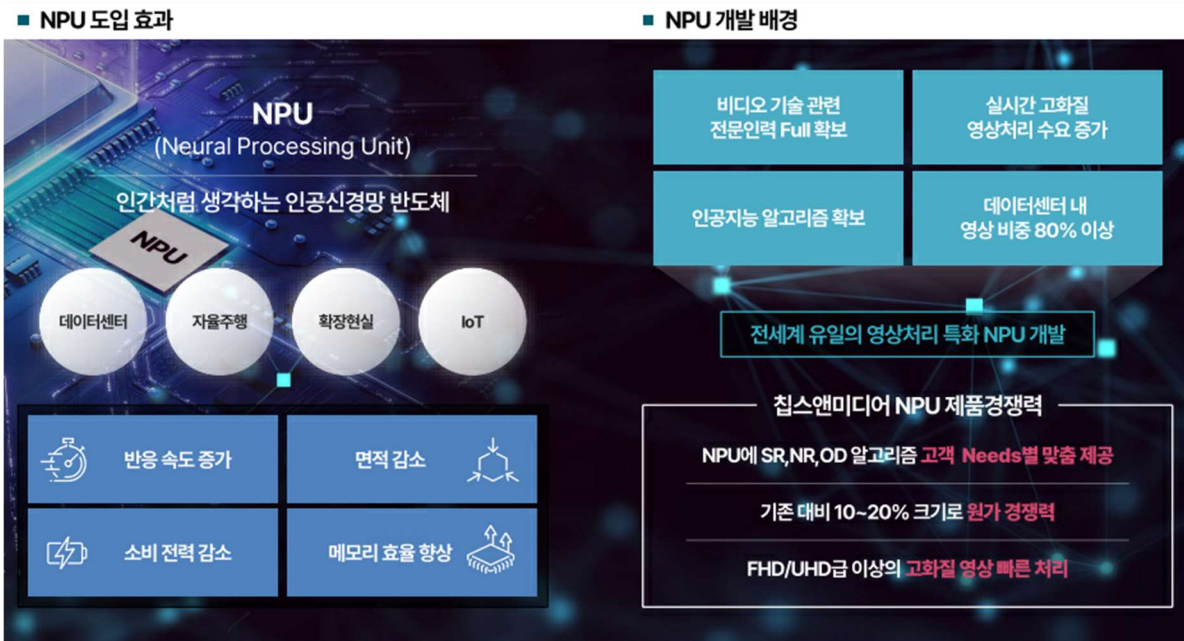 NPU 도입 효과
NPU
(Neural Processing Unit)
인간처럼 생각하는 인공신경망 반도체
NPU
데이터센터
자율주행
확장현실
IoT
반응 속도 증가
면적 감소
소비 전력 감소
메모리 효율 향상
NPU 개발 배경
비디오 기술 관련
전문인력 Full 확보
실시간 고화질
영상처리 수요 증가
인공지능 알고리즘 확보
데이터센터 내
영상 비중 80% 이상
전세계 유일의 영상처리 특화 NPU 개발
칩스앤미디어 NPU 제품경쟁력
NPU에 SR,NR,OD 알고리즘 고객 Needs별 맞춤 제공
기존 대비 10~20% 크기로 원가 경쟁력
FHD/UHD급 이상의 고화질 영상 빠른 처리